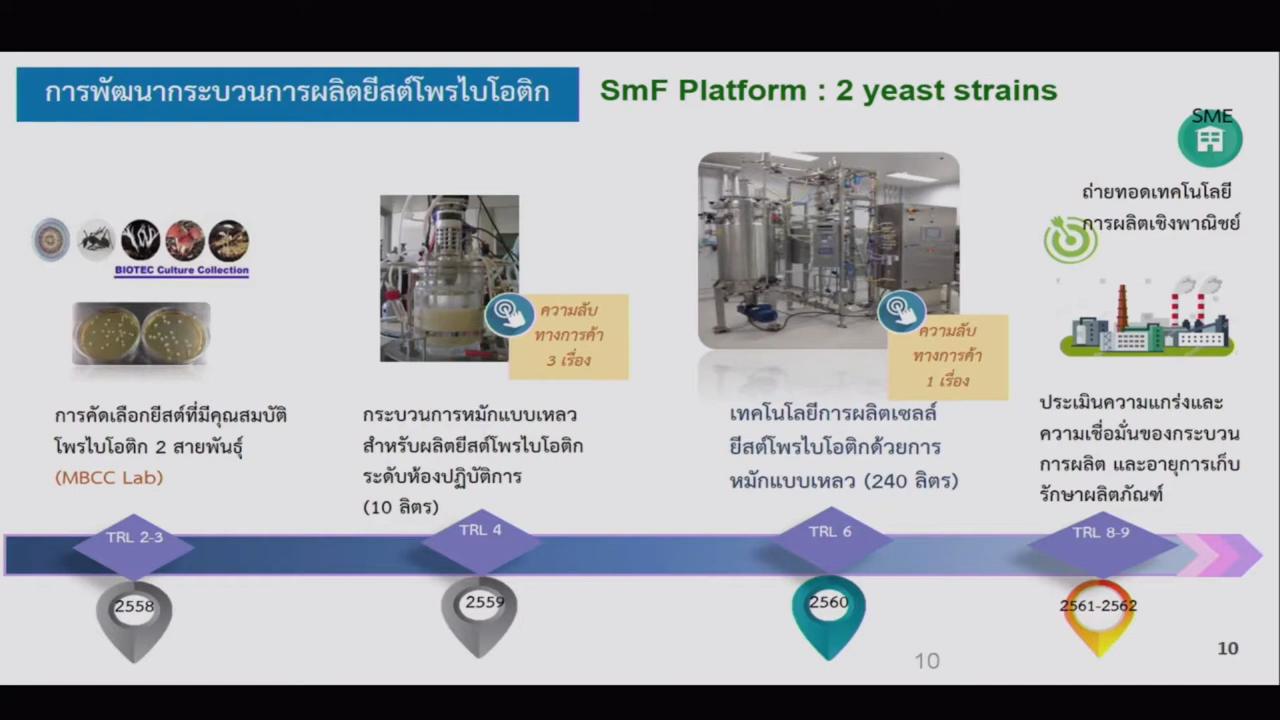 การพัฒนากระบวนการผลิตยีสต์โพรไบโอติก
SmF Platform : 2 yeast strains
SME
ถ่ายทอดเทคโนโลยี
การผลิตเชิงพาณิชย์
BIOTEC Culture Collection
ความลับ
ทางการค้า
3 เรื่อง
ความลับ
ทางการค้า
1 เรื่อง
การคัดเลือกยีสต์ที่มีคุณสมบัติ
โพรไบโอติก 2 สายพันธุ์
(MBCC Lab)
กระบวนการหมักแบบเหลว
สำหรับผลิตยีสต์โพรไบโอติก
ระดับห้องปฏิบัติการ
(10 ลิตร)
เทคโนโลยีการผลิตเซลล์
ยีสต์โพรไบโอติกด้วยการ
หมักแบบเหลว (240 ลิตร)
ประเมินความแกร่งและ
ความเชื่อมั่นของกระบวน
การผลิต และอายุการเก็บ
รักษาผลิตภัณฑ์
TRL 2-3
TRL 4
TRL 6
TRL 8-9
2558
2559
2560
2561-2562
10
10